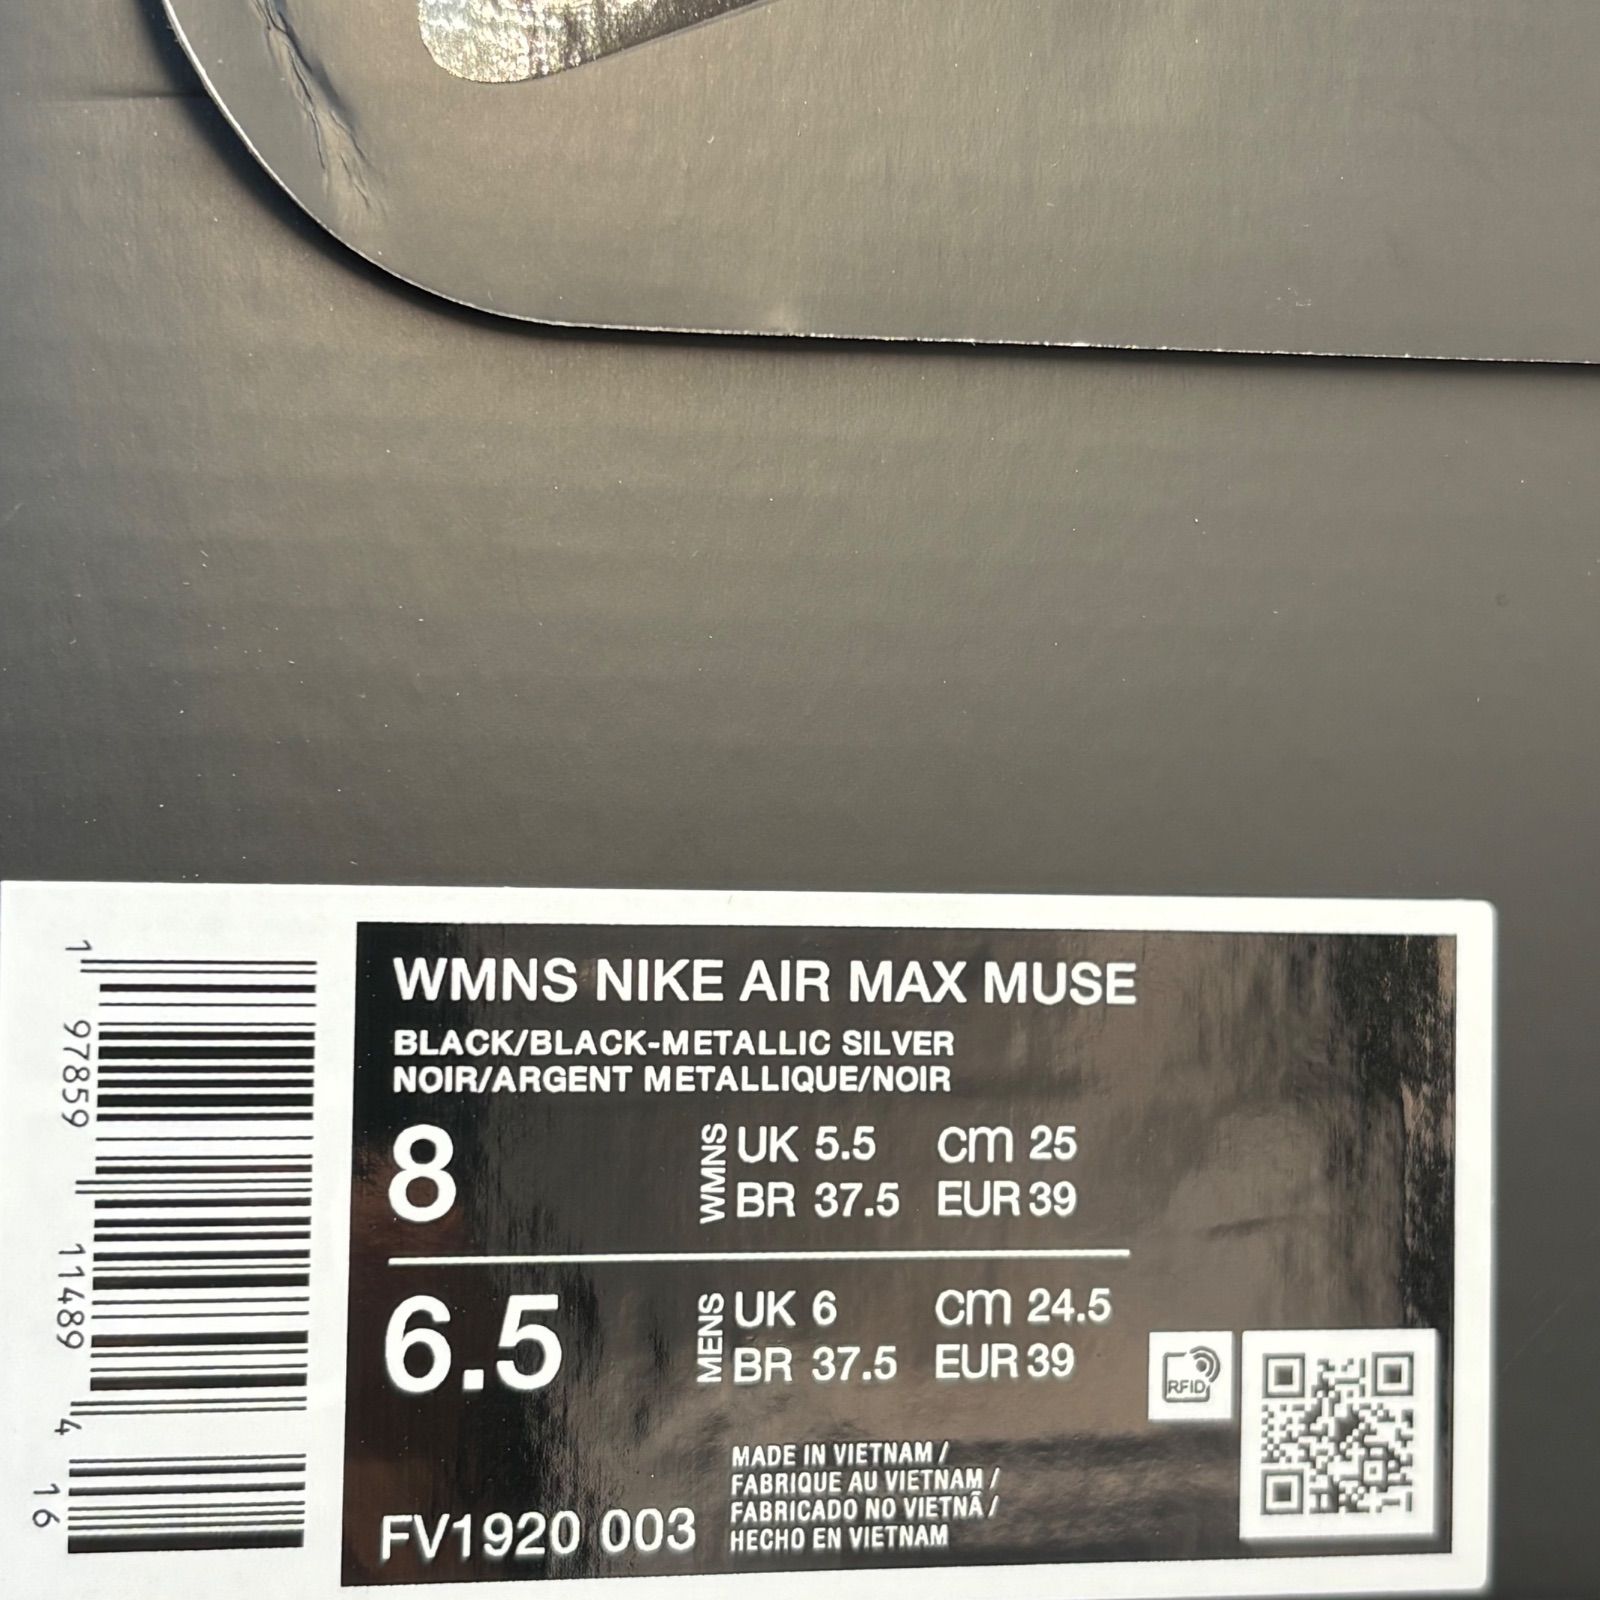 WMNS NIKE AIR MAX MUSE
BLACK/BLACK-METALLIC SILVER
NOIR/ARGENT METALLIQUE/NOIR
8
WMNS
UK 5.5 cm 25
BR 37.5 EUR 39
6.5
MENS
UK 6 cm 24.5
BR 37.5 EUR 39
RFID
MADE IN VIETNAM /
FABRIQUE AU VIETNAM /
FABRICADO NO VIETNÃ /
HECHO EN VIETNAM
FV1920 003
1 97859 11489 4 16